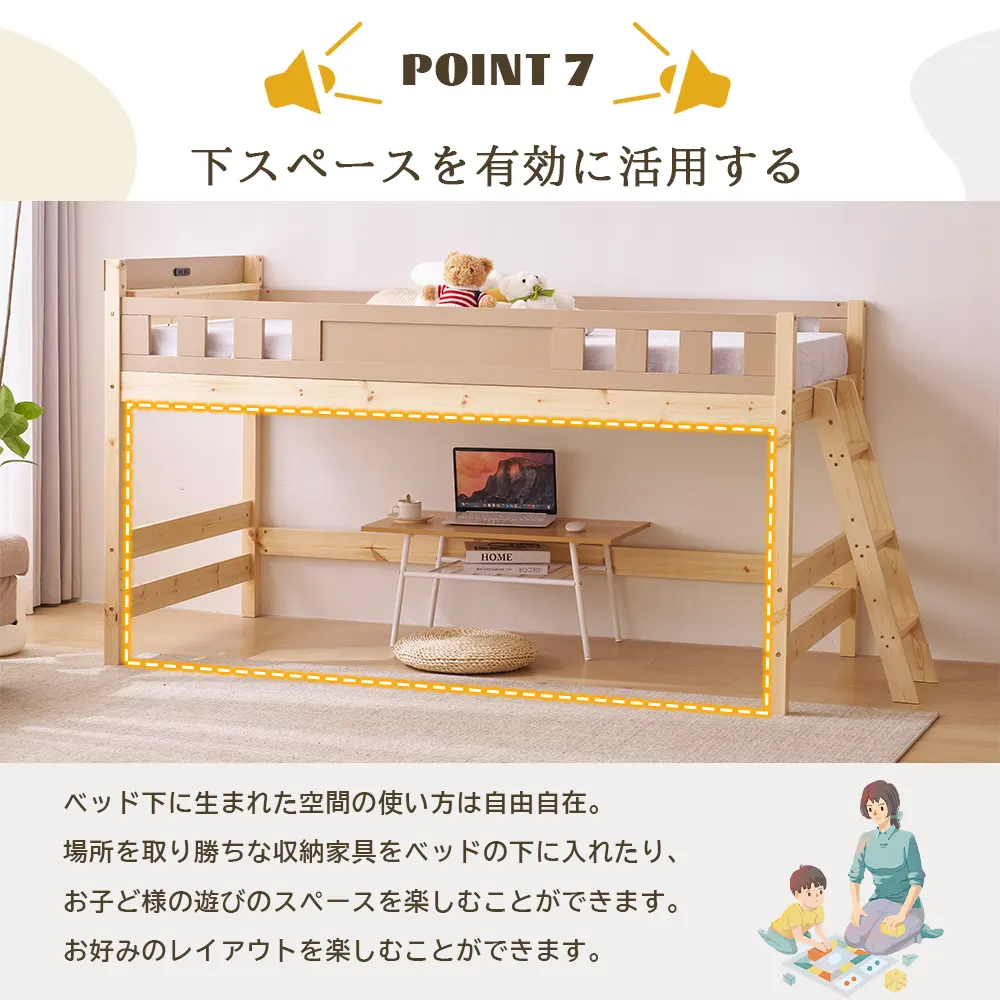 POINT 7
下スペースを有効に活用する
HOME
DECOR
ベッド下に生まれた空間の使い方は自由自在。
場所を取り勝ちな収納家具をベッドの下に入れたり、
お子ど様の遊びのスペースを楽しむことができます。
お好みのレイアウトを楽しむことができます。